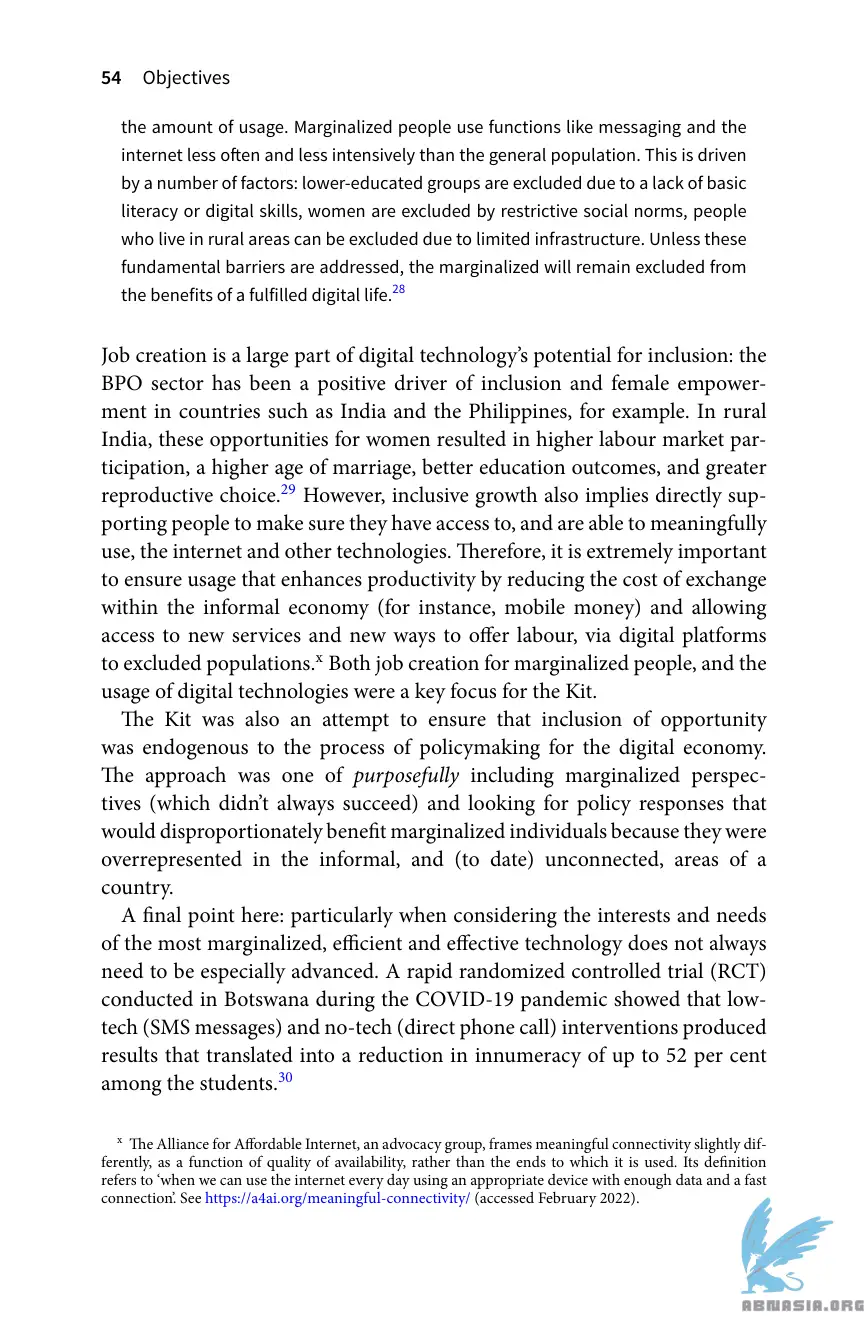 54 Objectives
the amount of usage. Marginalized people use functions like messaging and the
internet less often and less intensively than the general population. This is driven
by a number of factors: lower-educated groups are excluded due to a lack of basic
literacy or digital skills, women are excluded by restrictive social norms, people
who live in rural areas can be excluded due to limited infrastructure. Unless these
fundamental barriers are addressed, the marginalized will remain excluded from
the benefits of a fulfilled digital life.28
Job creation is a large part of digital technology’s potential for inclusion: the
BPO sector has been a positive driver of inclusion and female empower-
ment in countries such as India and the Philippines, for example. In rural
India, these opportunities for women resulted in higher labour market par-
ticipation, a higher age of marriage, better education outcomes, and greater
reproductive choice.29 However, inclusive growth also implies directly sup-
porting people to make sure they have access to, and are able to meaningfully
use, the internet and other technologies. Therefore, it is extremely important
to ensure usage that enhances productivity by reducing the cost of exchange
within the informal economy (for instance, mobile money) and allowing
access to new services and new ways to offer labour, via digital platforms
to excluded populations.x Both job creation for marginalized people, and the
usage of digital technologies were a key focus for the Kit.
The Kit was also an attempt to ensure that inclusion of opportunity
was endogenous to the process of policymaking for the digital economy.
The approach was one of purposefully including marginalized perspec-
tives (which didn’t always succeed) and looking for policy responses that
would disproportionately benefit marginalized individuals because they were
overrepresented in the informal, and (to date) unconnected, areas of a
country.
A final point here: particularly when considering the interests and needs
of the most marginalized, efficient and effective technology does not always
need to be especially advanced. A rapid randomized controlled trial (RCT)
conducted in Botswana during the COVID-19 pandemic showed that low-
tech (SMS messages) and no-tech (direct phone call) interventions produced
results that translated into a reduction in innumeracy of up to 52 per cent
among the students.30
x The Alliance for Affordable Internet, an advocacy group, frames meaningful connectivity slightly dif-
ferently, as a function of quality of availability, rather than the ends to which it is used. Its definition
refers to ‘when we can use the internet every day using an appropriate device with enough data and a fast
connection’. See https://a4ai.org/meaningful-connectivity/ (accessed February 2022).
ABNASIA.ORG